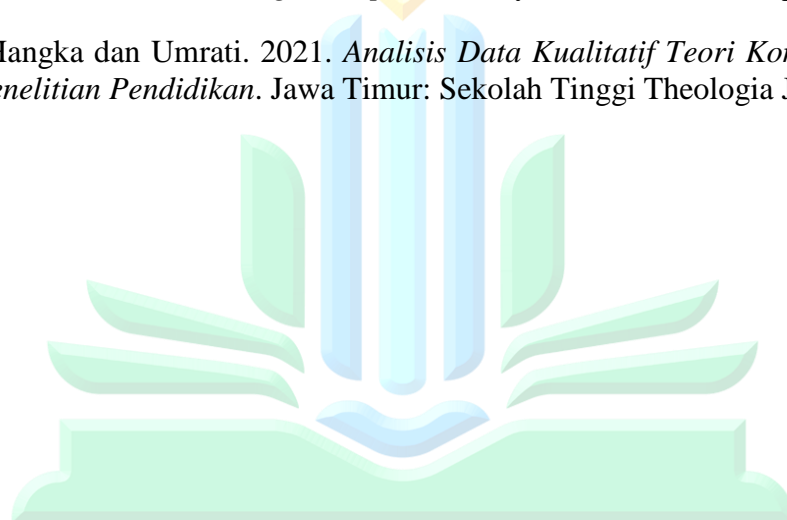 Hangka dan Umrati. 2021. Analisis Data Kualitatif Teori Kon
enelitian Pendidikan. Jawa Timur: Sekolah Tinggi Theologia J